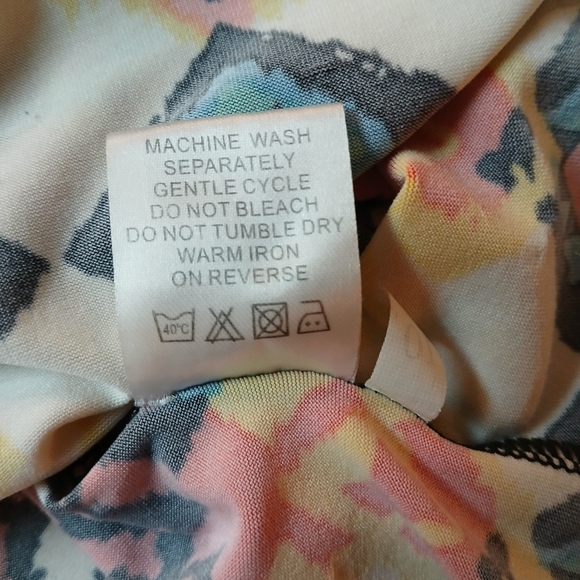 MACHINE WASH
SEPARATELY
GENTLE CYCLE
DO NOT BLEACH
DO NOT TUMBLE DRY
WARM IRON
ON REVERSE
40°C